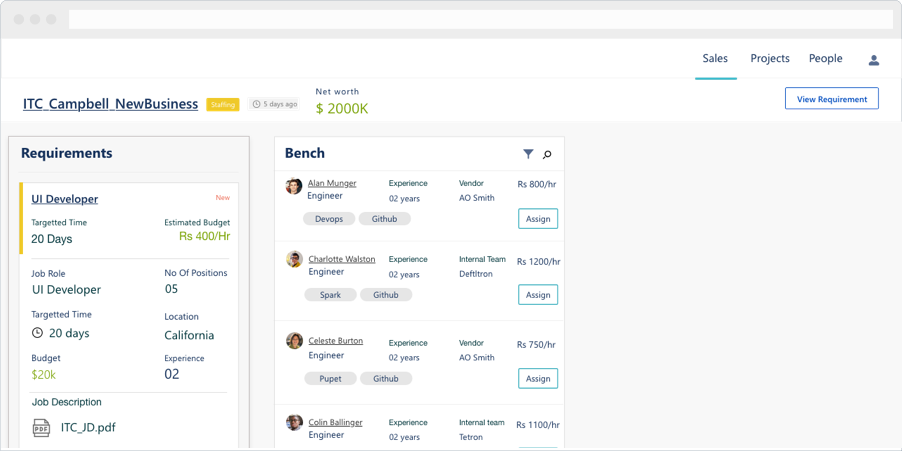 Sales Projects People
ITC_Campbell_NewBusiness Staffing 5 days ago
Net worth
$ 2000K
View Requirement
Requirements
UI Developer New
Targetted Time Estimated Budget
20 Days Rs 400/Hr
Job Role No Of Positions
UI Developer 05
Targetted Time Location
20 days California
Budget Experience
$20k 02
Job Description
PDF ITC_JD.pdf
Bench
Alan Munger Experience Vendor Rs 800/hr
Engineer 02 years AO Smith
Devops Github Assign
Charlotte Walston Experience Internal Team Rs 1200/hr
Engineer 02 years DeftItron
Spark Github Assign
Celeste Burton Experience Vendor Rs 750/hr
Engineer 02 years AO Smith
Pupet Github Assign
Colin Ballinger Experience Internal team Rs 1100/hr
Engineer 02 years Tetron